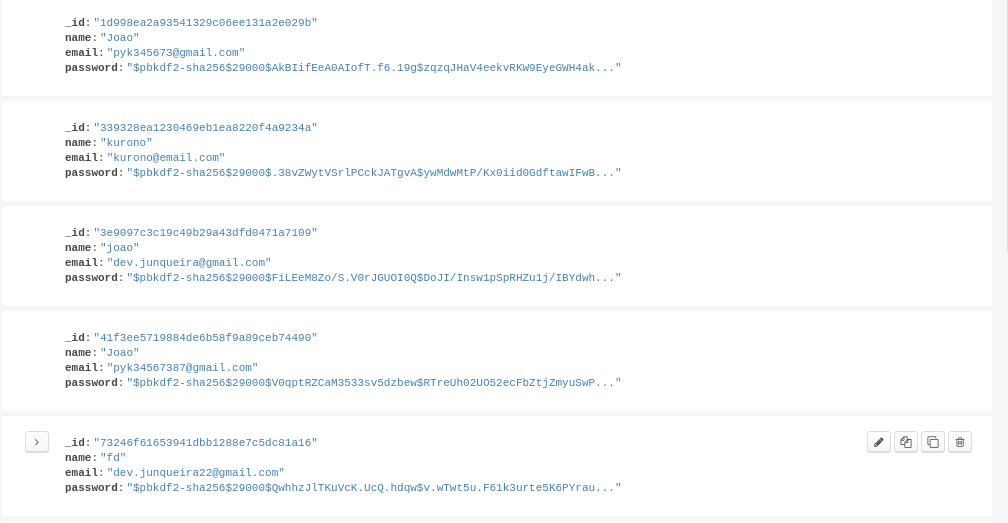 _id: "1d998ea2a93541329c06ee131a2e029b"
name: "Joao"
email: "pyk345673@gmail.com"
password: "$pbkdf2-sha256$29000$AkBIifEeA0AIofT.f6.19g$zqzqJHaV4eekvRKW9EyeGWH4ak..."
_id: "339328ea1230469eb1ea8220f4a9234a"
name: "kurono"
email: "kurono@email.com"
password: "$pbkdf2-sha256$29000$.38vZWytVSrlPCckJATgvA$ywMdwMtP/Kx0iid0GdftawIFwB..."
_id: "3e9097c3c19c49b29a43dfd0471a7109"
name: "joao"
email: "dev.junqueira@gmail.com"
password: "$pbkdf2-sha256$29000$FiLEeM8Zo/S.V0rJGUOI0Q$DoJI/Insw1pSpRHZu1j/IBYdwh..."
_id: "41f3ee5719884de6b58f9a89ceb74490"
name: "Joao"
email: "pyk34567387@gmail.com"
password: "$pbkdf2-sha256$29000$V0qptRZCaM3533sv5dzbew$RTreUh02UO52ecFbZtjZmyuSwP..."
_id: "73246f61653941dbb1288e7c5dc81a16"
name: "fd"
email: "dev.junqueira22@gmail.com"
password: "$pbkdf2-sha256$29000$QwhhzJlTKuVcK.UcQ.hdqw$v.wTwt5u.F61k3urte5K6PYrau..."